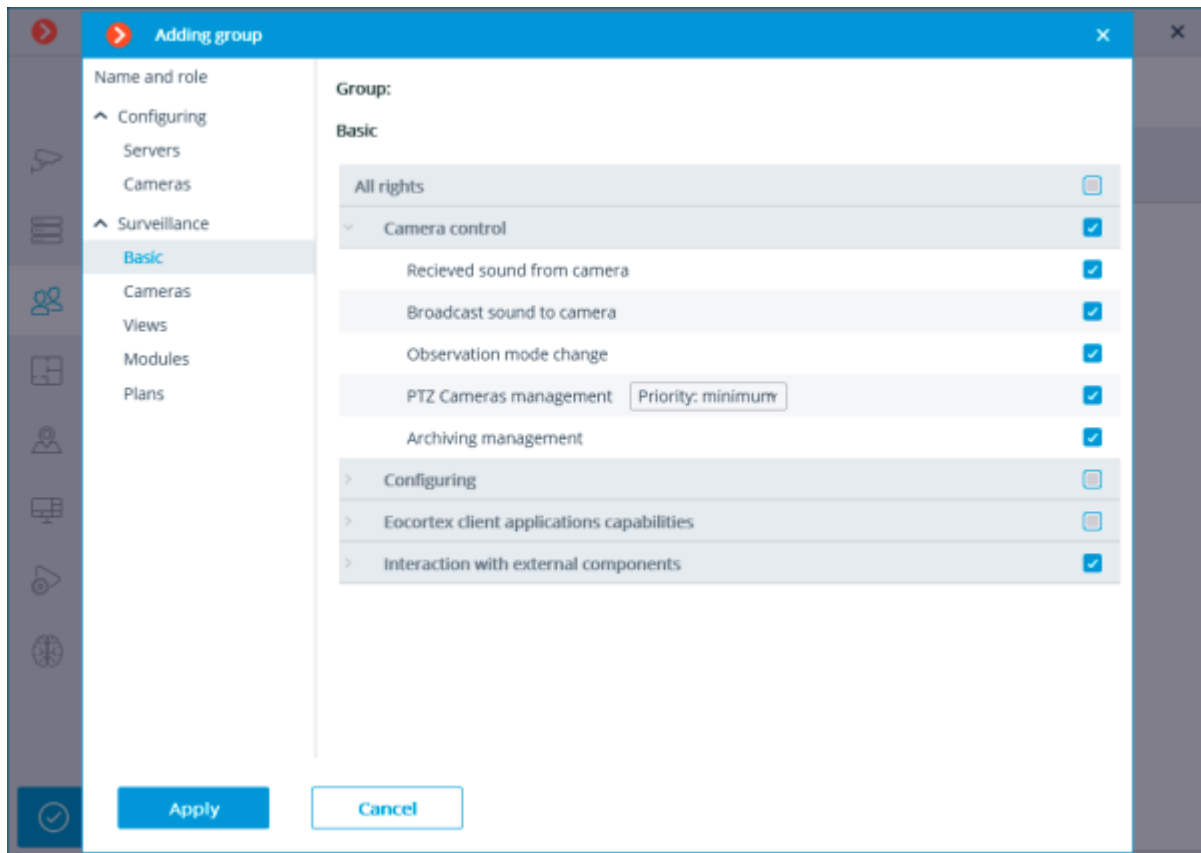 Adding group
Name and role
Configuring
Servers
Cameras
Surveillance
Basic
Cameras
Views
Modules
Plans
Group:
Basic
All rights
Camera control
Recieved sound from camera
Broadcast sound to camera
Observation mode change
PTZ Cameras management Priority: minimum
Archiving management
Configuring
Eocortex client applications capabilities
Interaction with external components
Apply Cancel